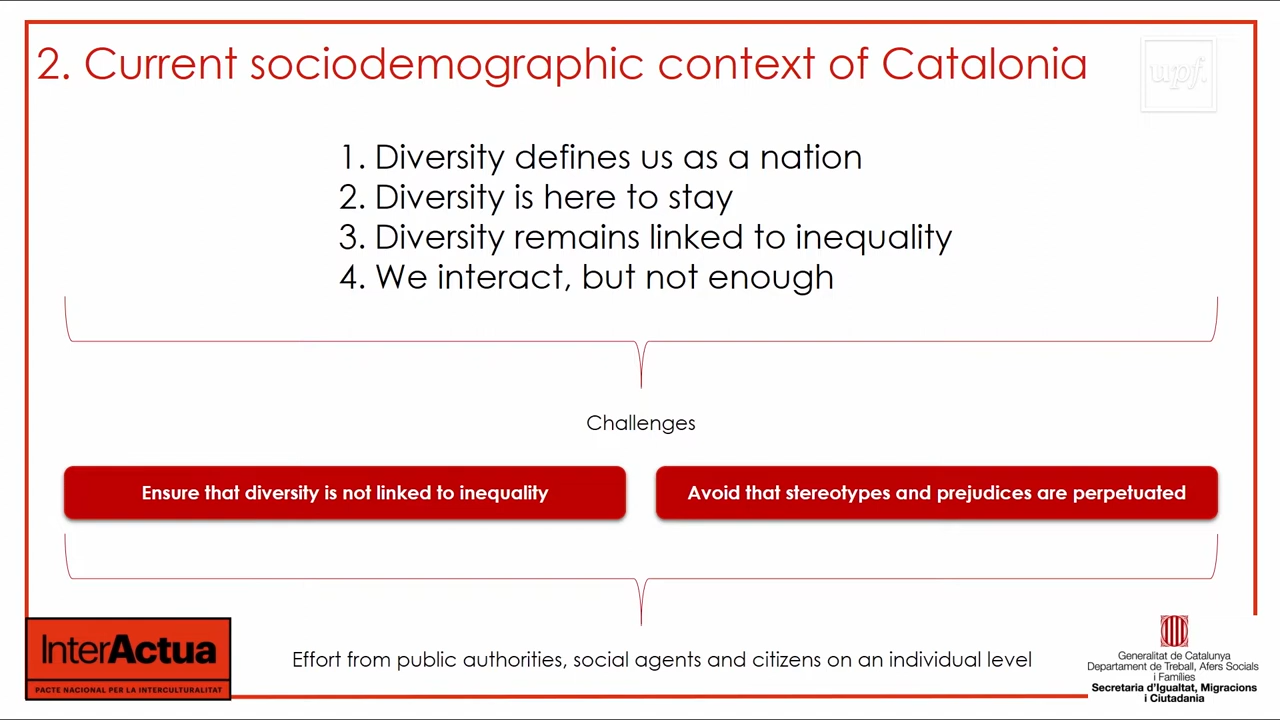 2. Current sociodemographic context of Catalonia
upf.
1. Diversity defines us as a nation
2. Diversity is here to stay
3. Diversity remains linked to inequality
4. We interact, but not enough
Challenges
Ensure that diversity is not linked to inequality
Avoid that stereotypes and prejudices are perpetuated
Effort from public authorities, social agents and citizens on an individual level
InterActua
PACTE NACIONAL PER LA INTERCULTURALITAT
Generalitat de Catalunya
Departament de Treball, Afers Socials
i Famílies
Secretaria d'Igualtat, Migracions
i Ciutadania